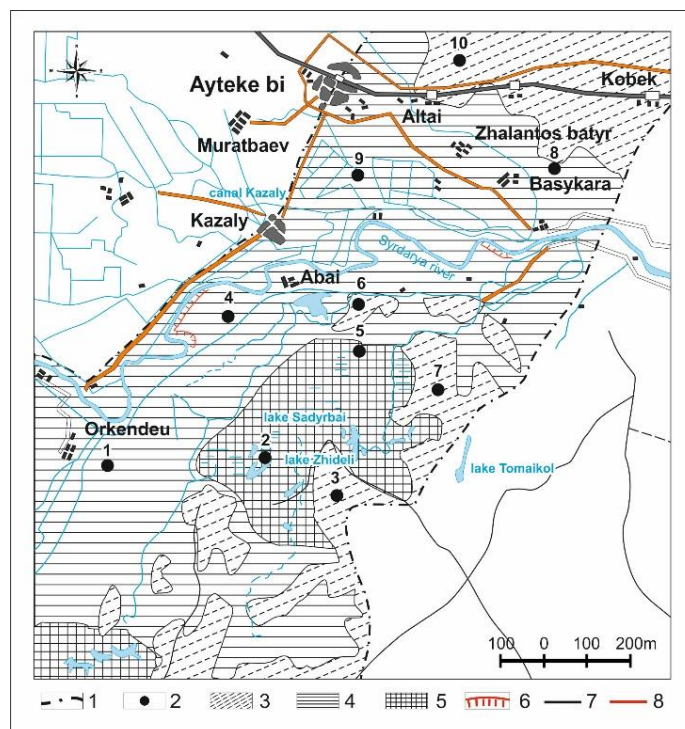 10
Ayteke bi
Kobek
Altai
Muratbaev
Zhalantos batyr
8
9
Basykara
canal Kazaly
Kazaly
Syrdarya river
Abai
6
4
5
7
lake Sadyrbai
Orkendeu
2
lake Zhideli
1
lake Tomaikol
3
100 0 100 200m
1 2 3 4 5 6 7 8